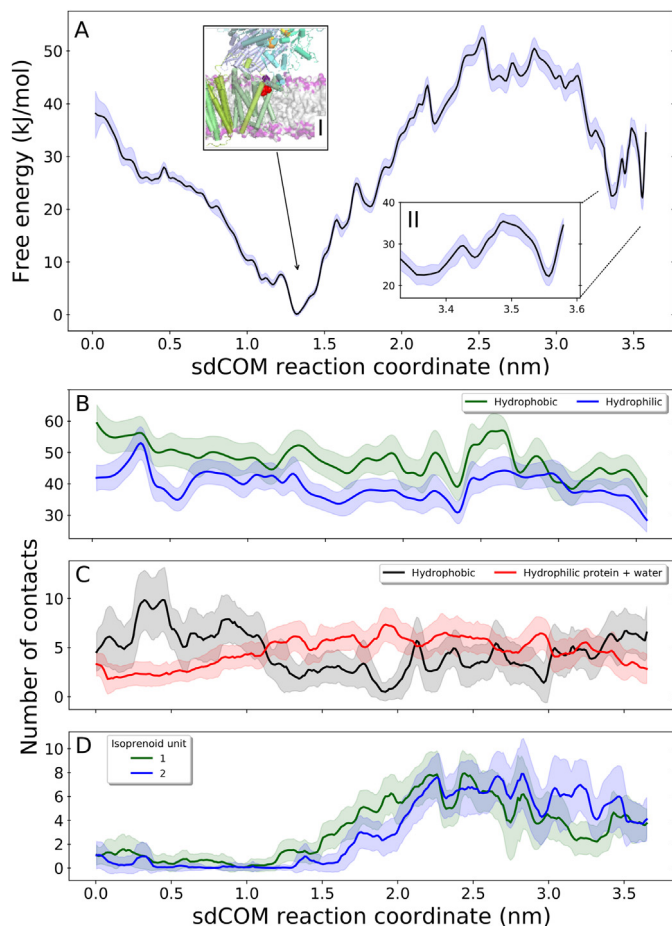 A
I
II
50
40
30
20
10
0
Free energy (kJ/mol)
40
30
20
3.4 3.5 3.6
0.0 0.5 1.0 1.5 2.0 2.5 3.0 3.5
sdCOM reaction coordinate (nm)
B
Hydrophobic Hydrophilic
60
50
40
30
C
Hydrophobic Hydrophilic protein + water
10
5
0
Number of contacts
D
Isoprenoid unit
1
2
10
8
6
4
2
0
0.0 0.5 1.0 1.5 2.0 2.5 3.0 3.5
sdCOM reaction coordinate (nm)